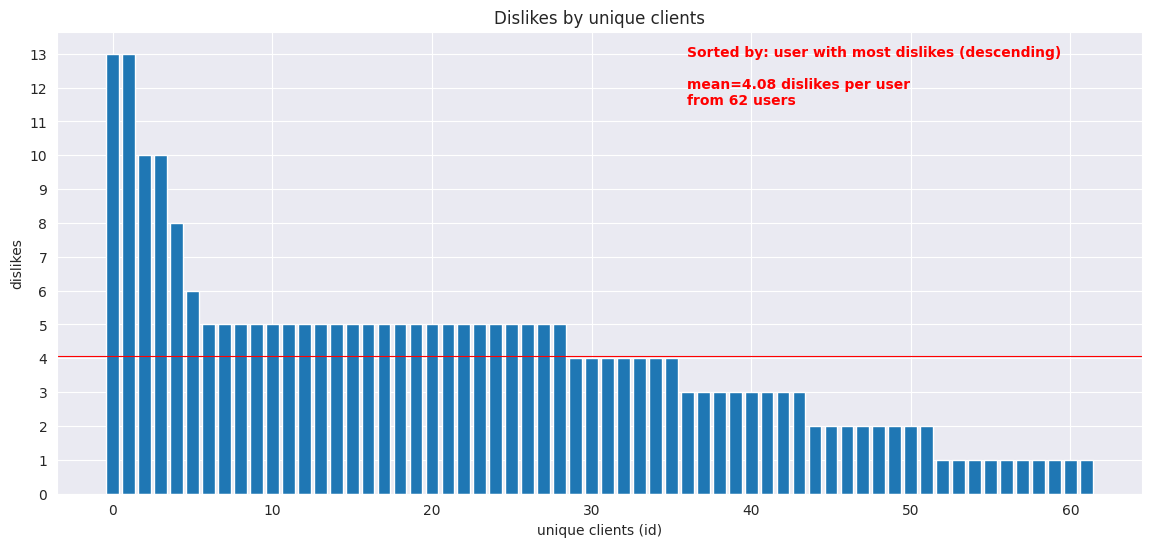 Dislikes by unique clients
Sorted by: user with most dislikes (descending)
mean=4.08 dislikes per user
from 62 users
dislikes
13
12
11
10
9
8
7
6
5
4
3
2
1
0
0 10 20 30 40 50 60
unique clients (id)